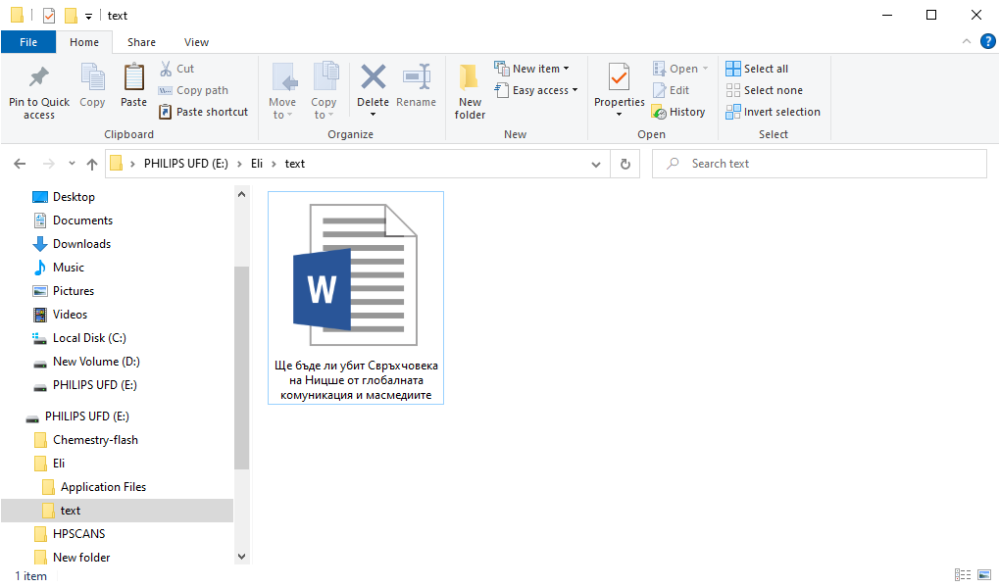 text
File
Home
Share
View
Pin to Quick
access
Copy
Paste
Cut
Copy path
Paste shortcut
Clipboard
Move
to
Copy
to
Delete
Rename
Organize
New
folder
New item
Easy access
New
Properties
Open
Edit
History
Open
Select all
Select none
Invert selection
Select
PHILIPS UFD (E:) › Eli › text
Search text
Desktop
Documents
Downloads
Music
Pictures
Videos
Local Disk (C:)
New Volume (D:)
PHILIPS UFD (E:)
PHILIPS UFD (E:)
Chemestry-flash
Eli
Application Files
text
HPSCANS
New folder
W
Ще бъде ли убит Свръхчовека
на Ницше от глобалната
комуникация и масмедиите
1 item